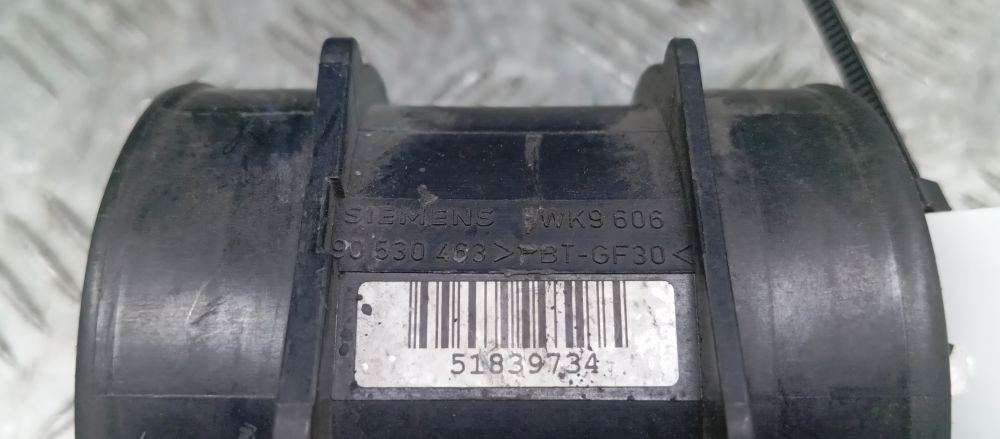 SIEMENS 5WK9 606
90 530 463 >PBT-GF30<
51839734